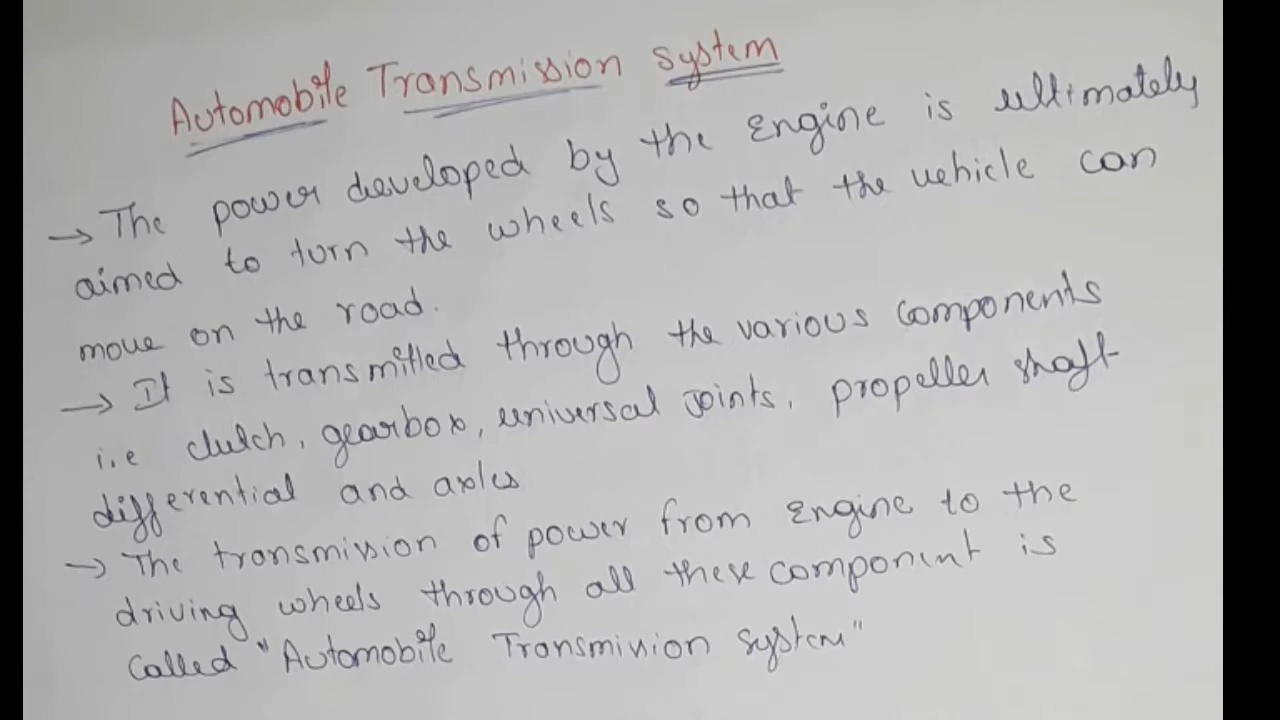 Automobile Transmission System
→ The power developed by the Engine is ultimately
aimed to turn the wheels so that the vehicle can
move on the road.
→ It is transmitted through the various components
i.e clutch, gearbox, universal joints, propeller shaft
differential and axles
→ The transmission of power from Engine to the
driving wheels through all these component is
called "Automobile Transmission system"